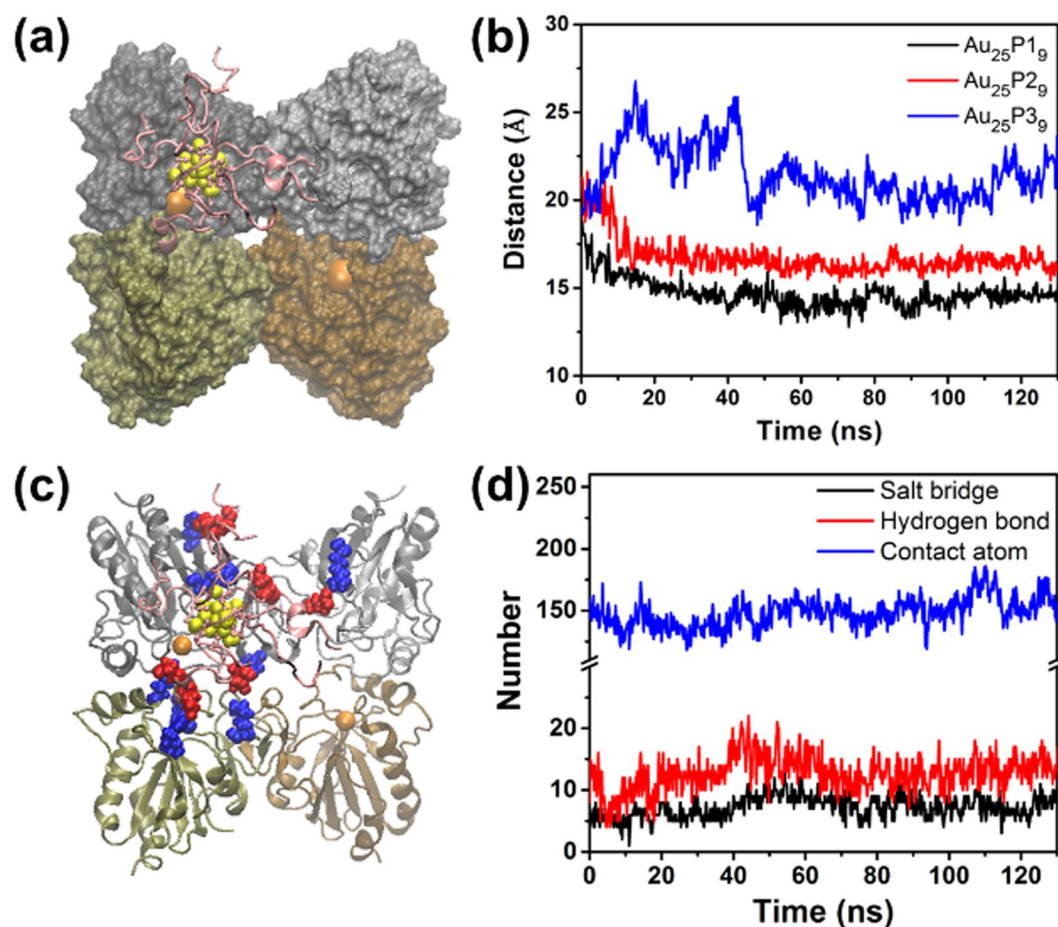 (a)
(b)
Au₂₅P1₉
Au₂₅P2₉
Au₂₅P3₉
Distance (Å)
30
25
20
15
10
0 20 40 60 80 100 120
Time (ns)
(c)
(d)
Salt bridge
Hydrogen bond
Contact atom
Number
250
200
150
20
10
0
0 20 40 60 80 100 120
Time (ns)